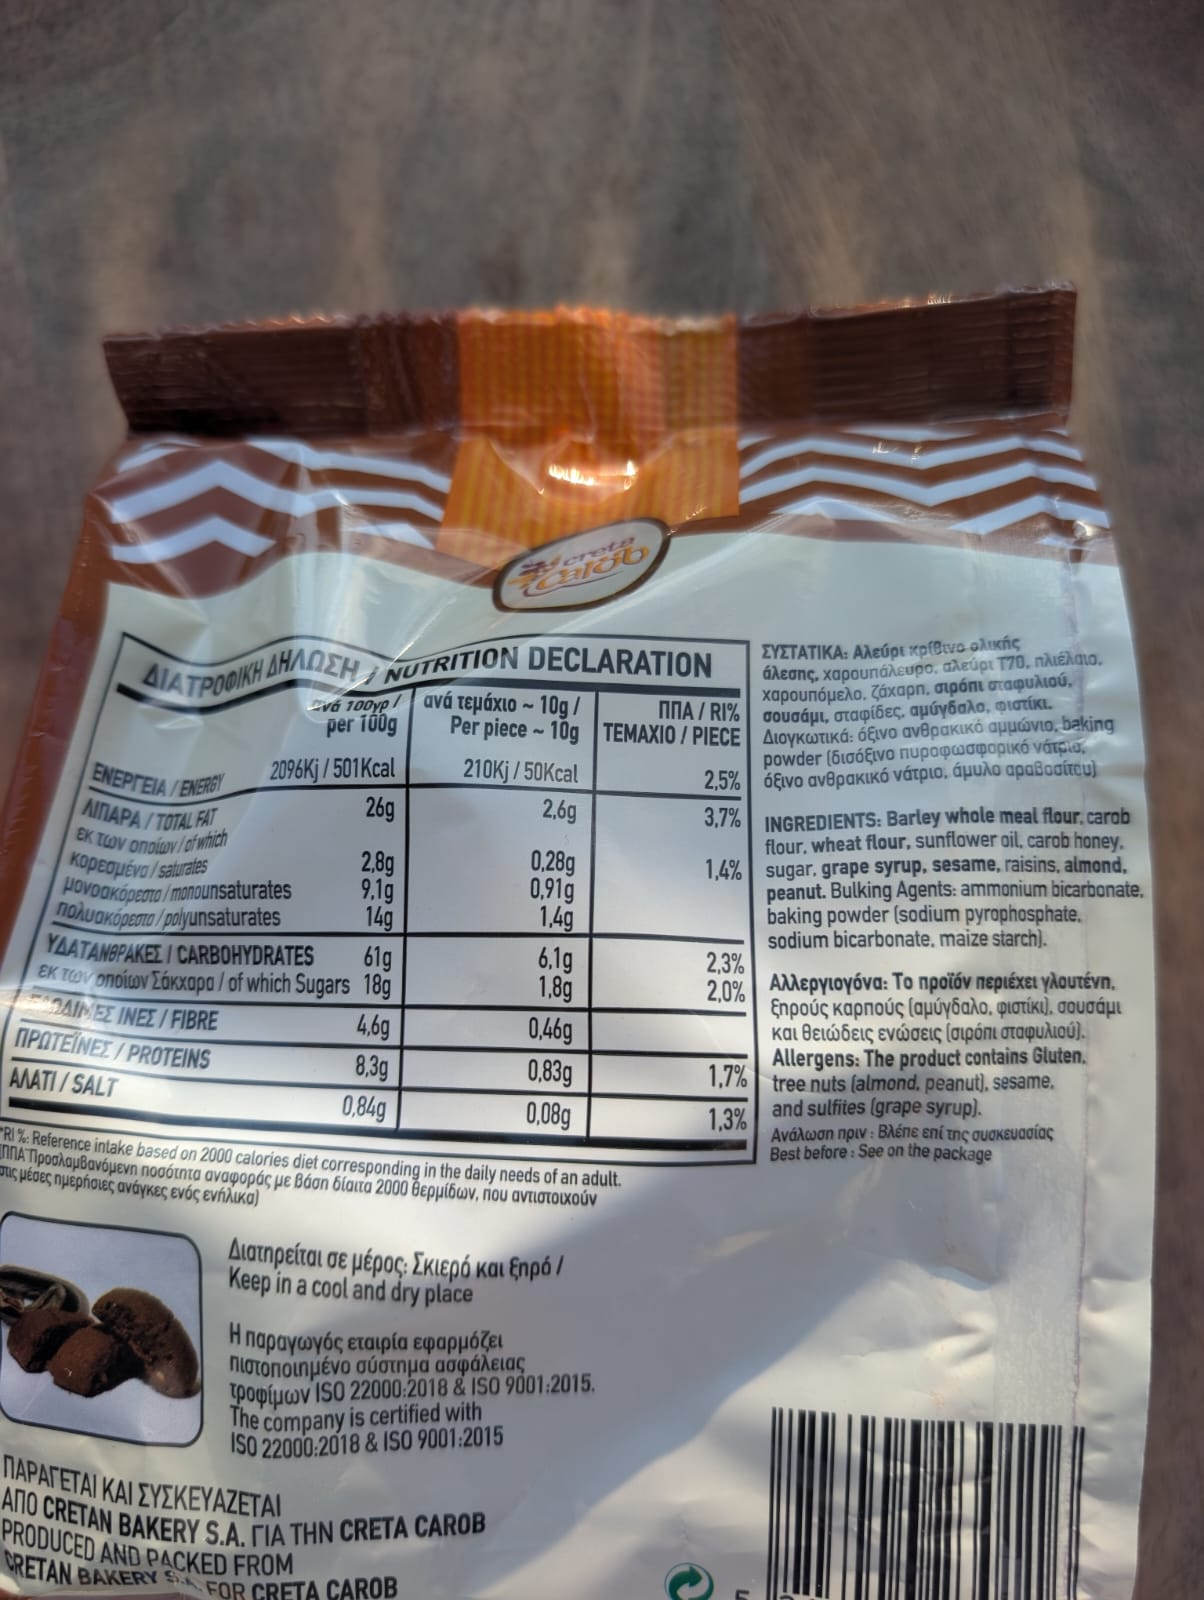 creta
carob
ΔΙΑΤΡΟΦΙΚΗ ΔΗΛΩΣΗ / NUTRITION DECLARATION
ανά 100γρ / per 100g
ανά τεμάχιο ~ 10g / Per piece ~ 10g
ΠΠΑ / RI% ΤΕΜΑΧΙΟ / PIECE
ΕΝΕΡΓΕΙΑ / ENERGY 2096Kj / 501Kcal 210Kj / 50Kcal 2,5%
ΛΙΠΑΡΑ / TOTAL FAT 26g 2,6g 3,7%
εκ των οποίων / of which
κορεσμένα / saturates 2,8g 0,28g 1,4%
μονοακόρεστα / monounsaturates 9,1g 0,91g
πολυακόρεστα / polyunsaturates 14g 1,4g
ΥΔΑΤΑΝΘΡΑΚΕΣ / CARBOHYDRATES 61g 6,1g 2,3%
εκ των οποίων Σάκχαρα / of which Sugars 18g 1,8g 2,0%
ΕΔΩΔΙΜΕΣ ΙΝΕΣ / FIBRE 4,6g 0,46g
ΠΡΩΤΕΪΝΕΣ / PROTEINS 8,3g 0,83g 1,7%
ΑΛΑΤΙ / SALT 0,84g 0,08g 1,3%
*RI %: Reference intake based on 2000 calories diet corresponding in the daily needs of an adult.
(ΠΠΑ Προσλαμβανόμενη ποσότητα αναφοράς με βάση δίαιτα 2000 θερμίδων, που αντιστοιχούν
στις μέσες ημερήσιες ανάγκες ενός ενήλικα)
ΣΥΣΤΑΤΙΚΑ: Αλεύρι κρίθινο ολικής
άλεσης, χαρουπάλευρο, αλεύρι Τ70, ηλιέλαιο,
χαρουπόμελο, ζάχαρη, σιρόπι σταφυλιού,
σουσάμι, σταφίδες, αμύγδαλο, φιστίκι.
Διογκωτικά: όξινο ανθρακικό αμμώνιο, baking
powder (δισόξινο πυροφωσφορικό νάτριο,
όξινο ανθρακικό νάτριο, άμυλο αραβοσίτου)
INGREDIENTS: Barley whole meal flour, carob
flour, wheat flour, sunflower oil, carob honey,
sugar, grape syrup, sesame, raisins, almond,
peanut. Bulking Agents: ammonium bicarbonate,
baking powder (sodium pyrophosphate,
sodium bicarbonate, maize starch).
Αλλεργιογόνα: Το προϊόν περιέχει γλουτένη,
ξηρούς καρπούς (αμύγδαλο, φιστίκι), σουσάμι
και θειώδεις ενώσεις (σιρόπι σταφυλιού).
Allergens: The product contains Gluten,
tree nuts (almond, peanut), sesame,
and sulfites (grape syrup).
Ανάλωση πριν : Βλέπε επί της συσκευασίας
Best before : See on the package
Διατηρείται σε μέρος: Σκιερό και ξηρό /
Keep in a cool and dry place
Η παραγωγός εταιρία εφαρμόζει
πιστοποιημένο σύστημα ασφάλειας
τροφίμων ISO 22000:2018 & ISO 9001:2015.
The company is certified with
ISO 22000:2018 & ISO 9001:2015
ΠΑΡΑΓΕΤΑΙ ΚΑΙ ΣΥΣΚΕΥΑΖΕΤΑΙ
ΑΠΟ CRETAN BAKERY S.A. ΓΙΑ ΤΗΝ CRETA CAROB
PRODUCED AND PACKED FROM
CRETAN BAKERY S.A. FOR CRETA CAROB